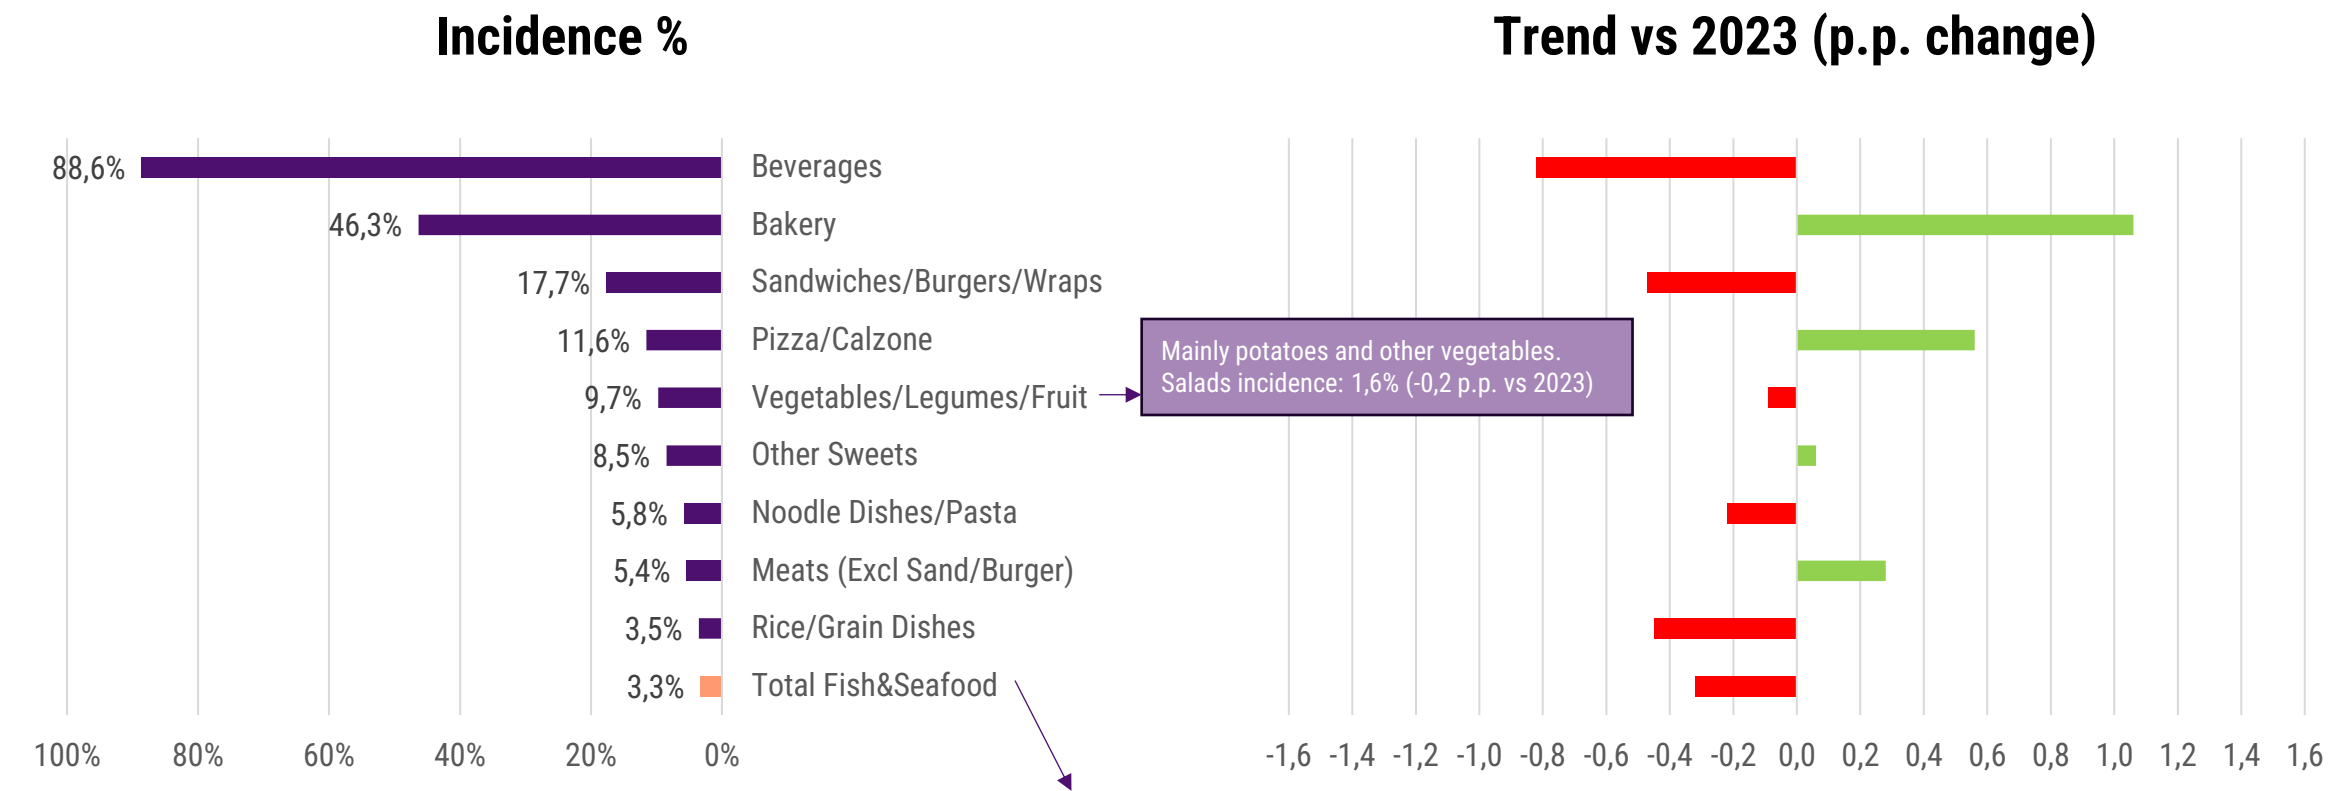 Incidence %
Trend vs 2023 (p.p. change)
88,6% Beverages
46,3% Bakery
17,7% Sandwiches/Burgers/Wraps
11,6% Pizza/Calzone
Mainly potatoes and other vegetables.
Salads incidence: 1,6% (-0,2 p.p. vs 2023)
9,7% Vegetables/Legumes/Fruit
8,5% Other Sweets
5,8% Noodle Dishes/Pasta
5,4% Meats (Excl Sand/Burger)
3,5% Rice/Grain Dishes
3,3% Total Fish&Seafood
100% 80% 60% 40% 20% 0%
-1,6 -1,4 -1,2 -1,0 -0,8 -0,6 -0,4 -0,2 0,0 0,2 0,4 0,6 0,8 1,0 1,2 1,4 1,6